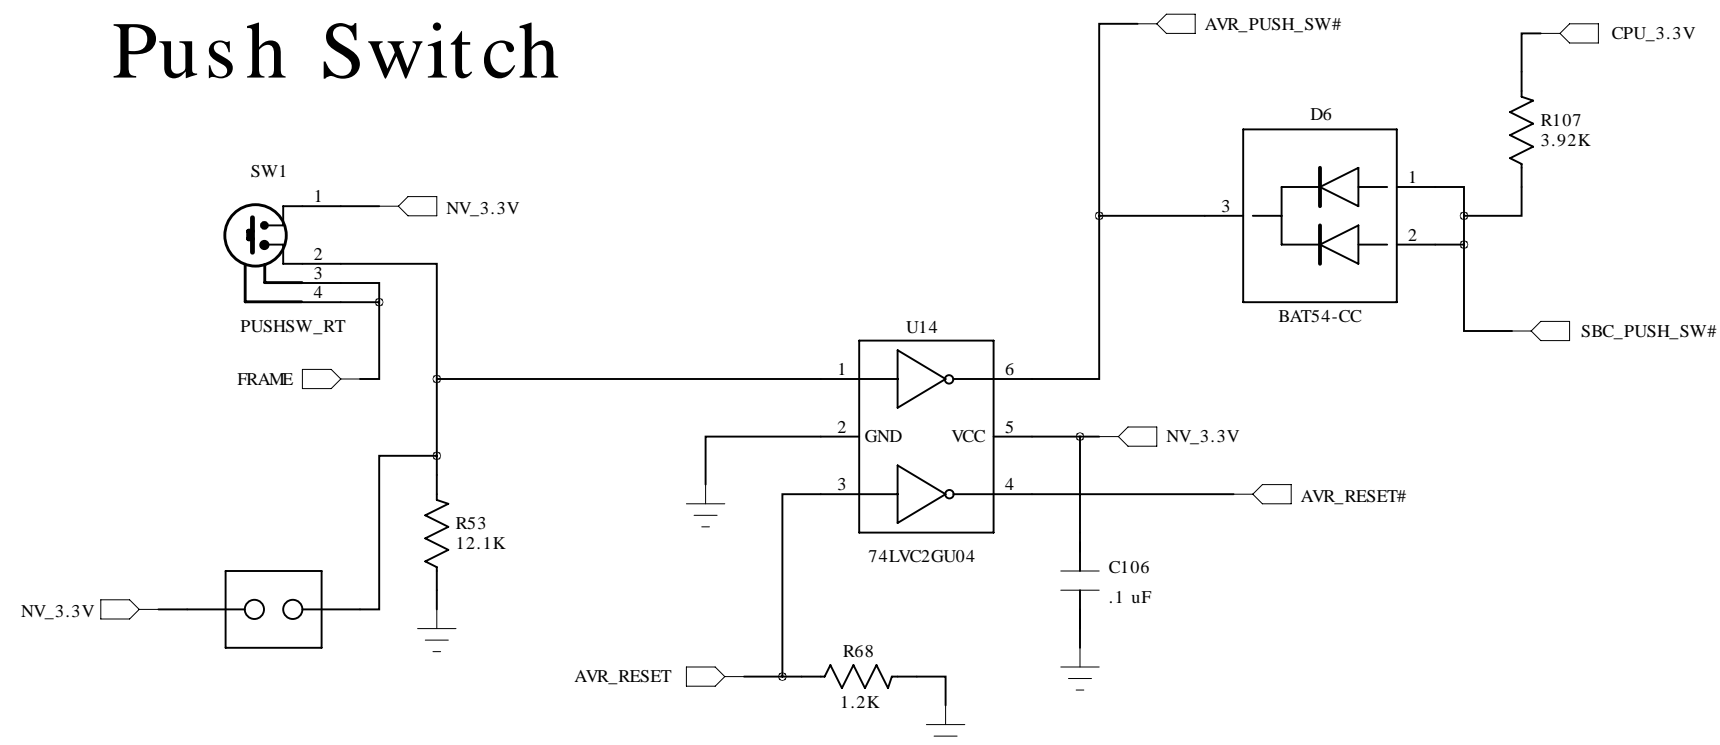 Push Switch
AVR_PUSH_SW#
CPU_3.3V
D6
R107
3.92K
SW1
1
NV_3.3V
2
3
4
PUSHSW_RT
FRAME
3
1
2
BAT54-CC
SBC_PUSH_SW#
U14
1
6
2
GND
VCC
5
NV_3.3V
3
4
AVR_RESET#
74LVC2GU04
R53
12.1K
C106
.1 uF
NV_3.3V
AVR_RESET
R68
1.2K